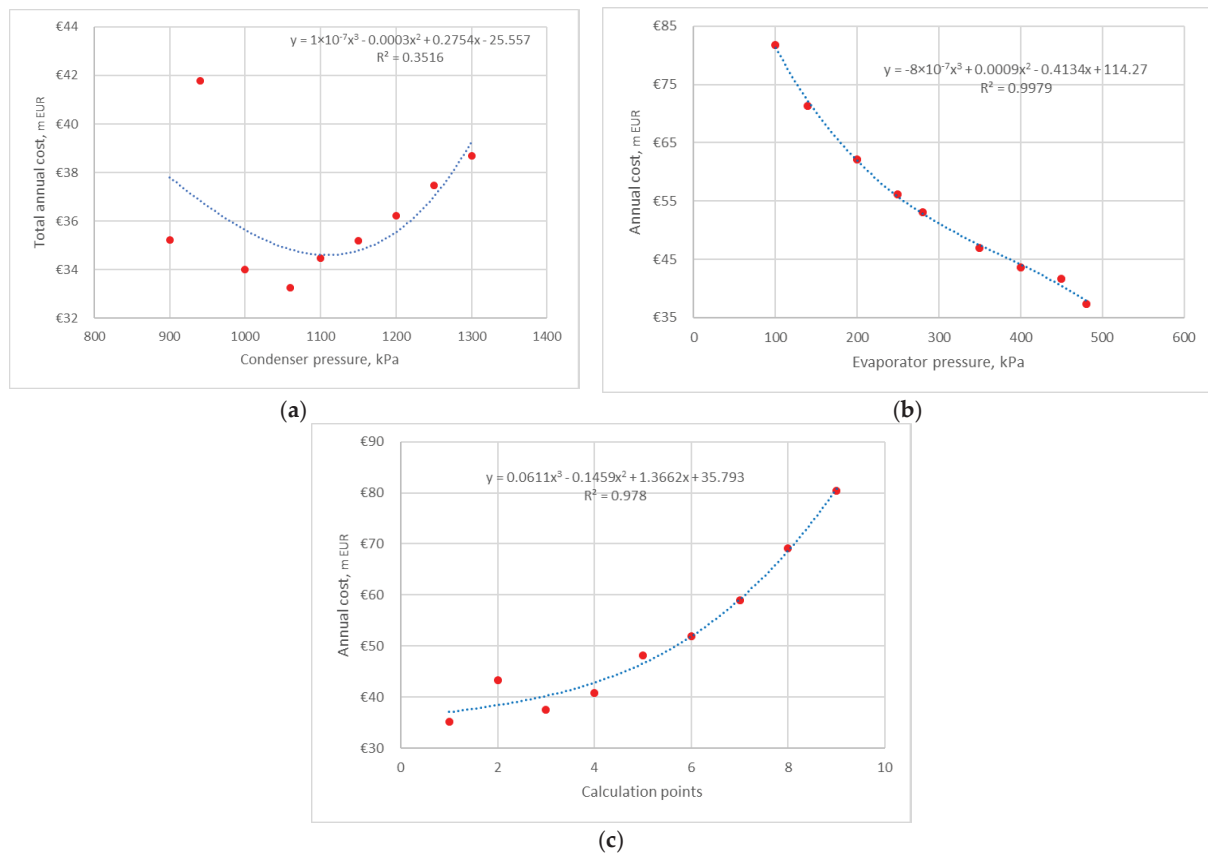 €44
€42
€40
€38
€36
€34
€32
Total annual cost, m EUR
y = 1×10⁻⁷x³ - 0.0003x² + 0.2754x - 25.557
R² = 0.3516
800 900 1000 1100 1200 1300 1400
Condenser pressure, kPa
(a)
€85
€75
€65
€55
€45
€35
Annual cost, m EUR
y = -8×10⁻⁷x³ + 0.0009x² - 0.4134x + 114.27
R² = 0.9979
0 100 200 300 400 500 600
Evaporator pressure, kPa
(b)
€90
€80
€70
€60
€50
€40
€30
Annual cost, m EUR
y = 0.0611x³ - 0.1459x² + 1.3662x + 35.793
R² = 0.978
0 2 4 6 8 10
Calculation points
(c)